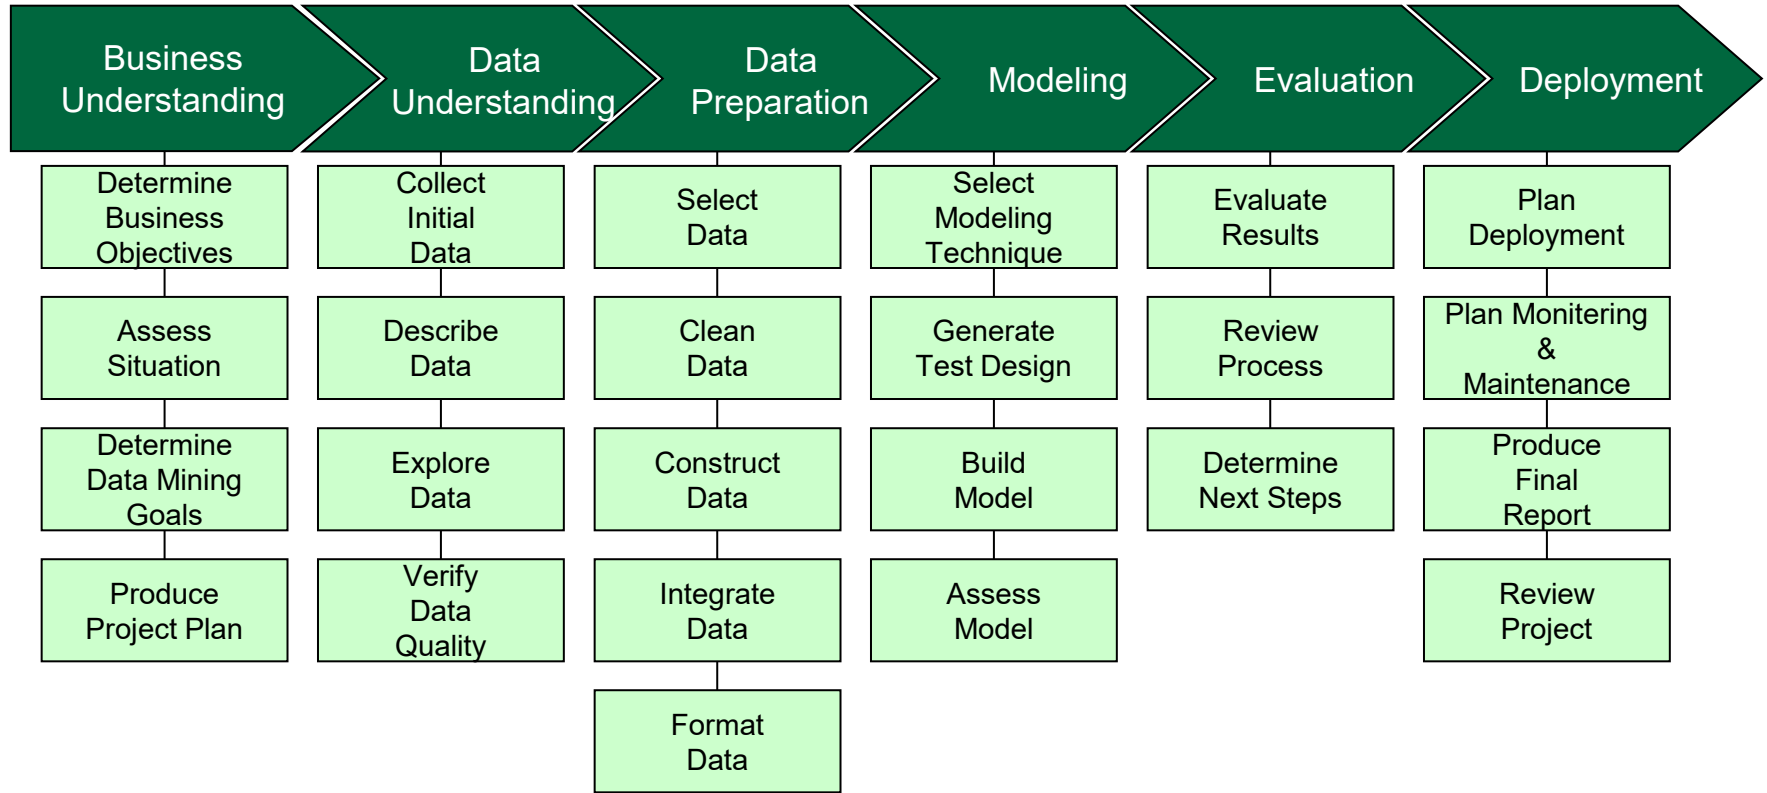 Business
Understanding
Data
Understanding
Data
Preparation
Modeling
Evaluation
Deployment
Determine
Business
Objectives
Assess
Situation
Determine
Data Mining
Goals
Produce
Project Plan
Collect
Initial
Data
Describe
Data
Explore
Data
Verify
Data
Quality
Select
Data
Clean
Data
Construct
Data
Integrate
Data
Format
Data
Select
Modeling
Technique
Generate
Test Design
Build
Model
Assess
Model
Evaluate
Results
Review
Process
Determine
Next Steps
Plan
Deployment
Plan Monitering
&
Maintenance
Produce
Final
Report
Review
Project